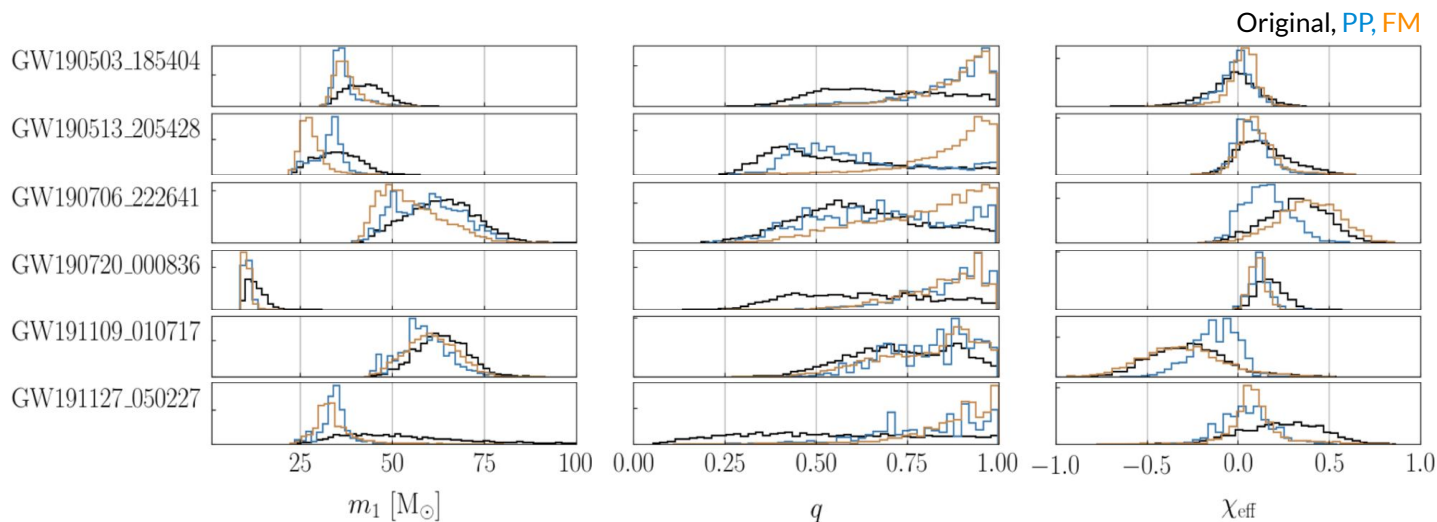 Original, PP, FM
GW190503_185404
GW190513_205428
GW190706_222641
GW190720_000836
GW191109_010717
GW191127_050227
25 50 75 100 0.00 0.25 0.50 0.75 1.00 −1.0 −0.5 0.0 0.5 1.0
m₁ [M⊙] q χeff